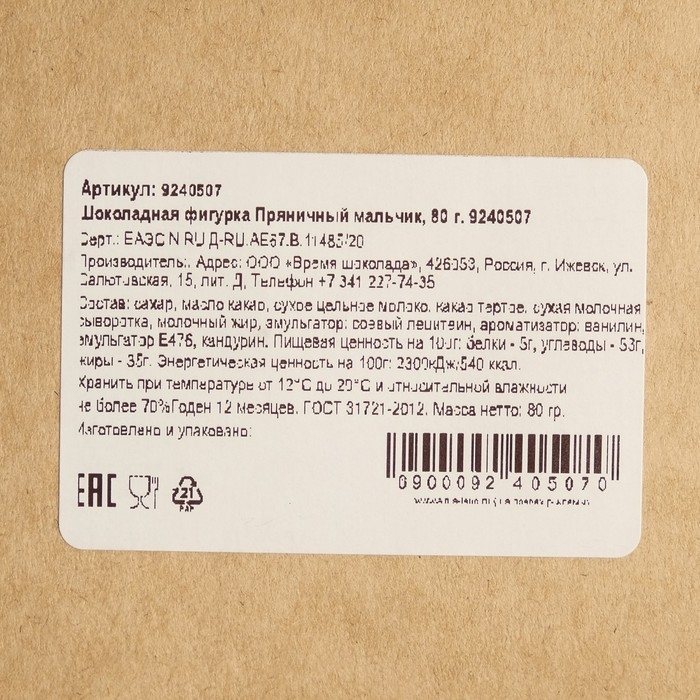 Артикул: 9240507
Шоколадная фигурка Пряничный мальчик, 80 г. 9240507
Серт.: ЕАЭС N RU Д-RU.АЕ67.В.11485/20
Производитель:. Адрес: ООО «Время шоколада», 426053, Россия, г. Ижевск, ул.
Салютовская, 15, лит. Д, Телефон +7 341 227-74-35
Состав: сахар, масло какао, сухое цельное молоко, какао тертое, сухая молочная
сыворотка, молочный жир, эмульгатор: соевый лецитеин, ароматизатор: ванилин,
эмульгатор Е476, кандурин. Пищевая ценность на 100г: белки - 5г, углеводы - 53г,
жиры - 35г. Энергетическая ценность на 100г: 2300кДж/540 ккал.
Хранить при температуре от 12°С до 20°С и относительной влажности
не более 70%Годен 12 месяцев. ГОСТ 31721-2012. Масса нетто: 80 гр.
Изготовлено и упаковано:
0900092 405070
EAC
21
PAP